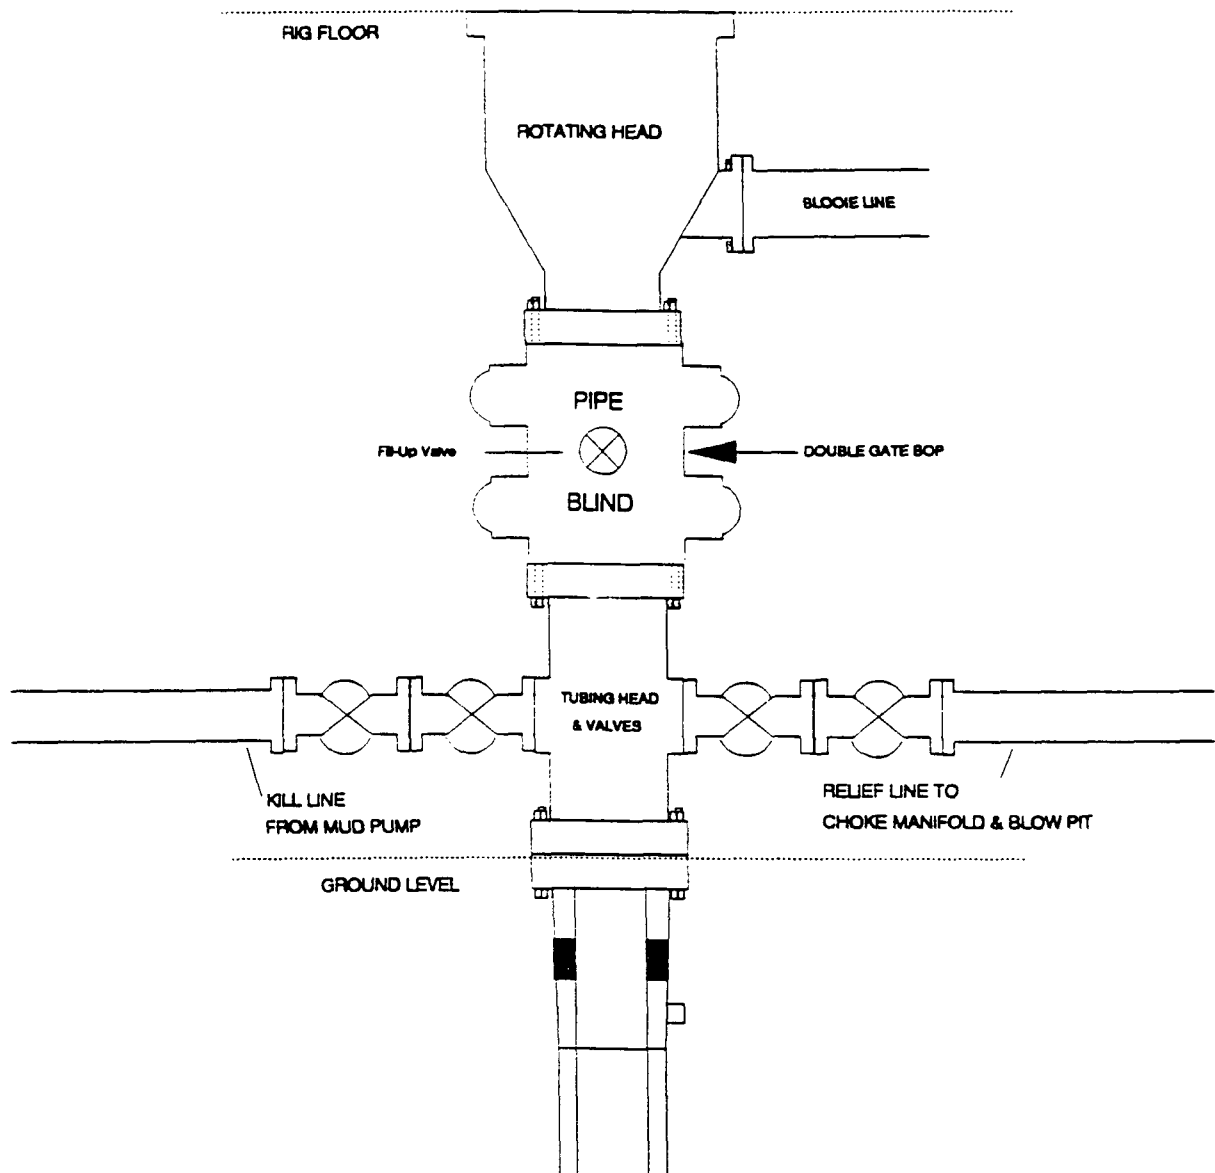 RIG FLOOR
ROTATING HEAD
BLOOIE LINE
PIPE
Fill-Up Valve
DOUBLE GATE BOP
BLIND
TUBING HEAD
& VALVES
KILL LINE
FROM MUD PUMP
RELIEF LINE TO
CHOKE MANIFOLD & BLOW PIT
GROUND LEVEL